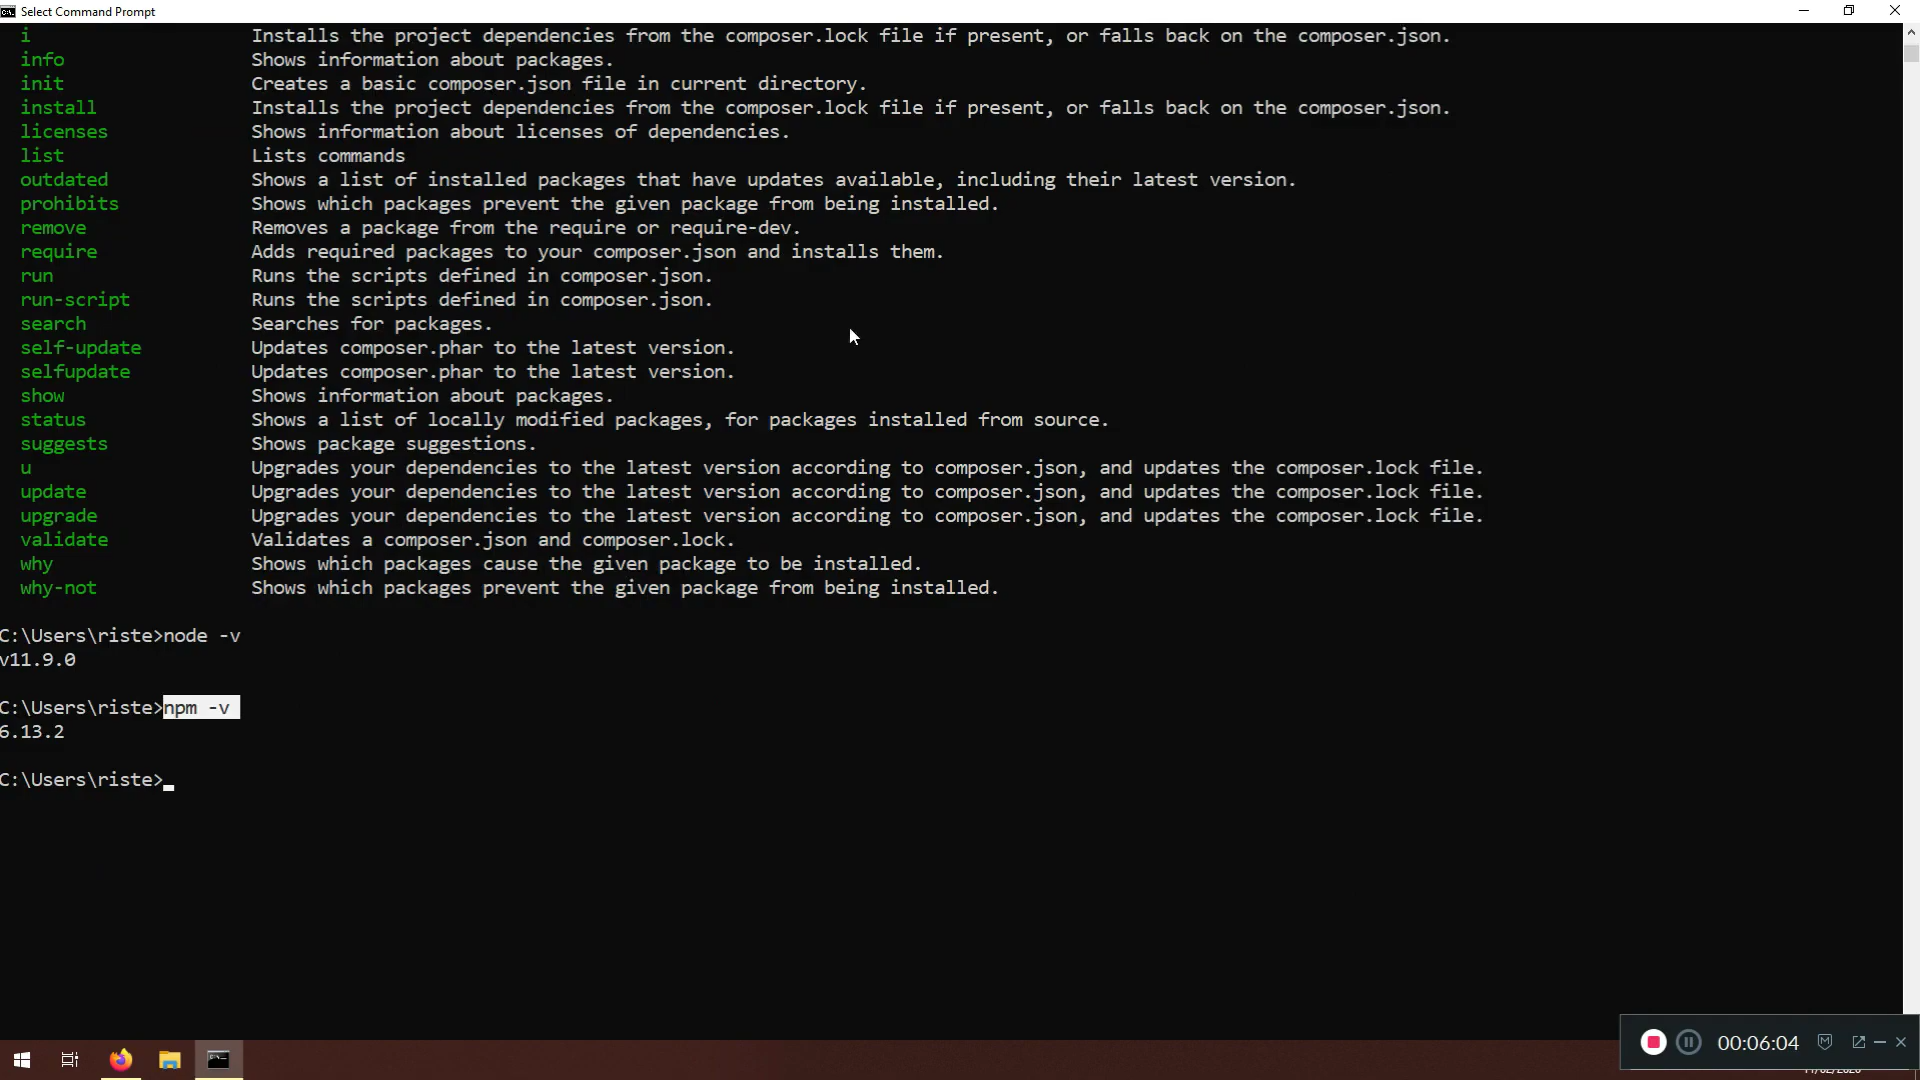 Select Command Prompt
i Installs the project dependencies from the composer.lock file if present, or falls back on the composer.json.
info Shows information about packages.
init Creates a basic composer.json file in current directory.
install Installs the project dependencies from the composer.lock file if present, or falls back on the composer.json.
licenses Shows information about licenses of dependencies.
list Lists commands
outdated Shows a list of installed packages that have updates available, including their latest version.
prohibits Shows which packages prevent the given package from being installed.
remove Removes a package from the require or require-dev.
require Adds required packages to your composer.json and installs them.
run Runs the scripts defined in composer.json.
run-script Runs the scripts defined in composer.json.
search Searches for packages.
self-update Updates composer.phar to the latest version.
selfupdate Updates composer.phar to the latest version.
show Shows information about packages.
status Shows a list of locally modified packages, for packages installed from source.
suggests Shows package suggestions.
u Upgrades your dependencies to the latest version according to composer.json, and updates the composer.lock file.
update Upgrades your dependencies to the latest version according to composer.json, and updates the composer.lock file.
upgrade Upgrades your dependencies to the latest version according to composer.json, and updates the composer.lock file.
validate Validates a composer.json and composer.lock.
why Shows which packages cause the given package to be installed.
why-not Shows which packages prevent the given package from being installed.
C:\Users\riste>node -v
v11.9.0
C:\Users\riste>npm -v
6.13.2
C:\Users\riste>
00:06:04